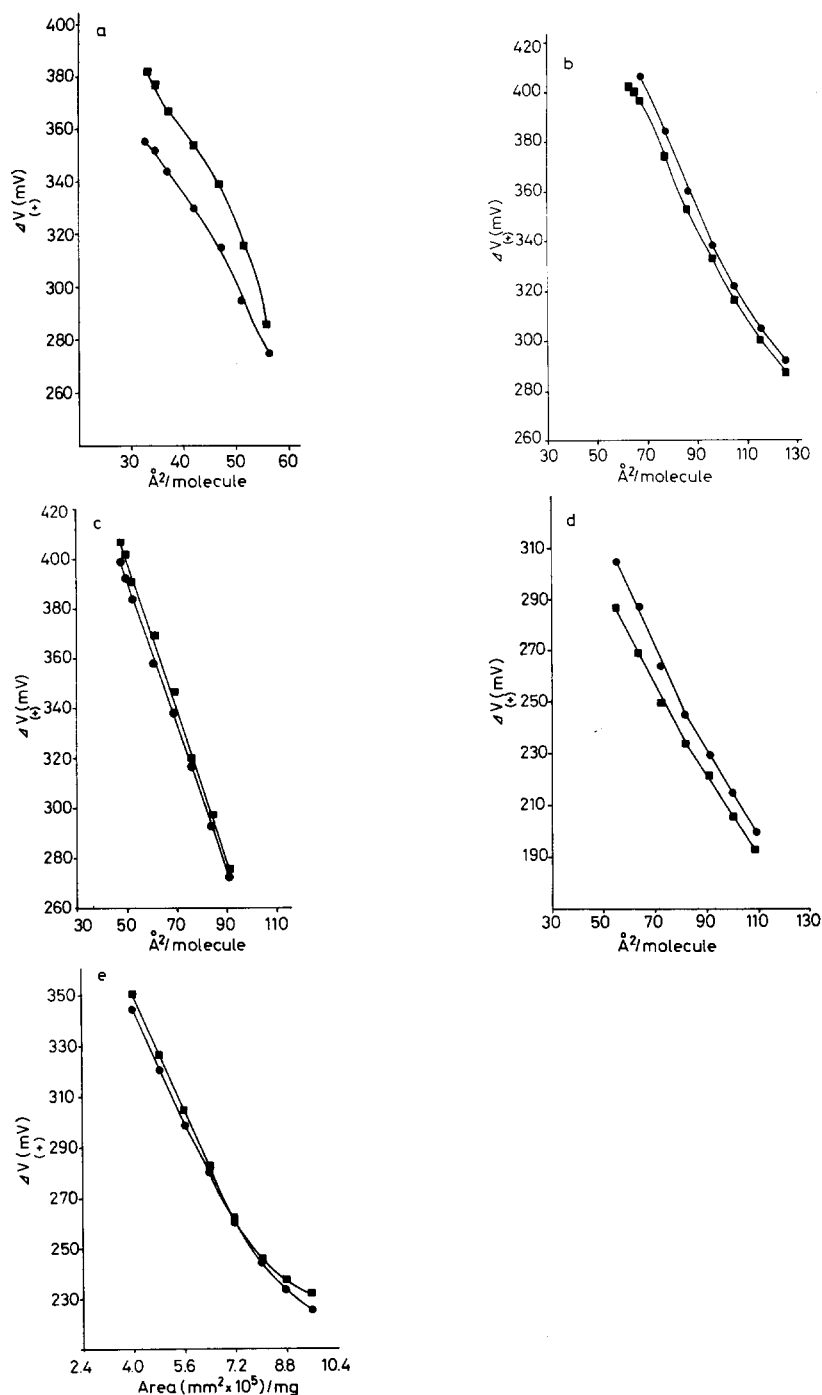 a
400
380
360
340
320
300
280
260
ΔV (mV)
(+)
30 40 50 60
Å²/molecule
b
420
400
380
360
340
320
300
280
260
ΔV (mV)
(+)
30 50 70 90 110 130
Å²/molecule
c
420
400
380
360
340
320
300
280
260
ΔV (mV)
(+)
30 50 70 90 110
Å²/molecule
d
310
290
270
250
230
210
190
ΔV (mV)
(+)
30 50 70 90 110 130
Å²/molecule
e
350
330
310
290
270
250
230
ΔV (mV)
(+)
2.4 4.0 5.6 7.2 8.8 10.4
Area (mm² x 10⁵)/mg